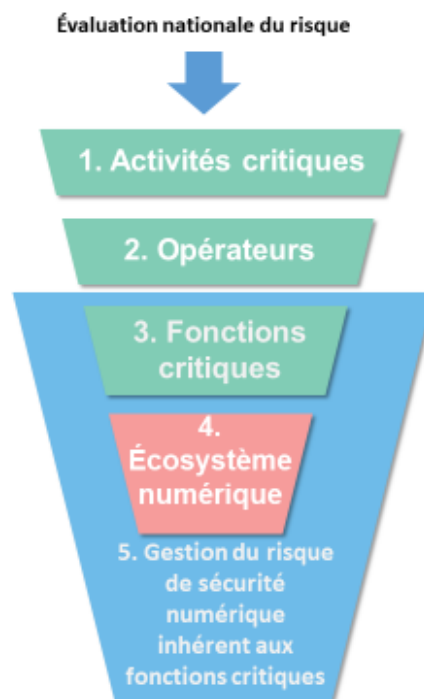 Évaluation nationale du risque
1. Activités critiques
2. Opérateurs
3. Fonctions
critiques
4.
Écosystème
numérique
5. Gestion du risque
de sécurité
numérique
inhérent aux
fonctions critiques